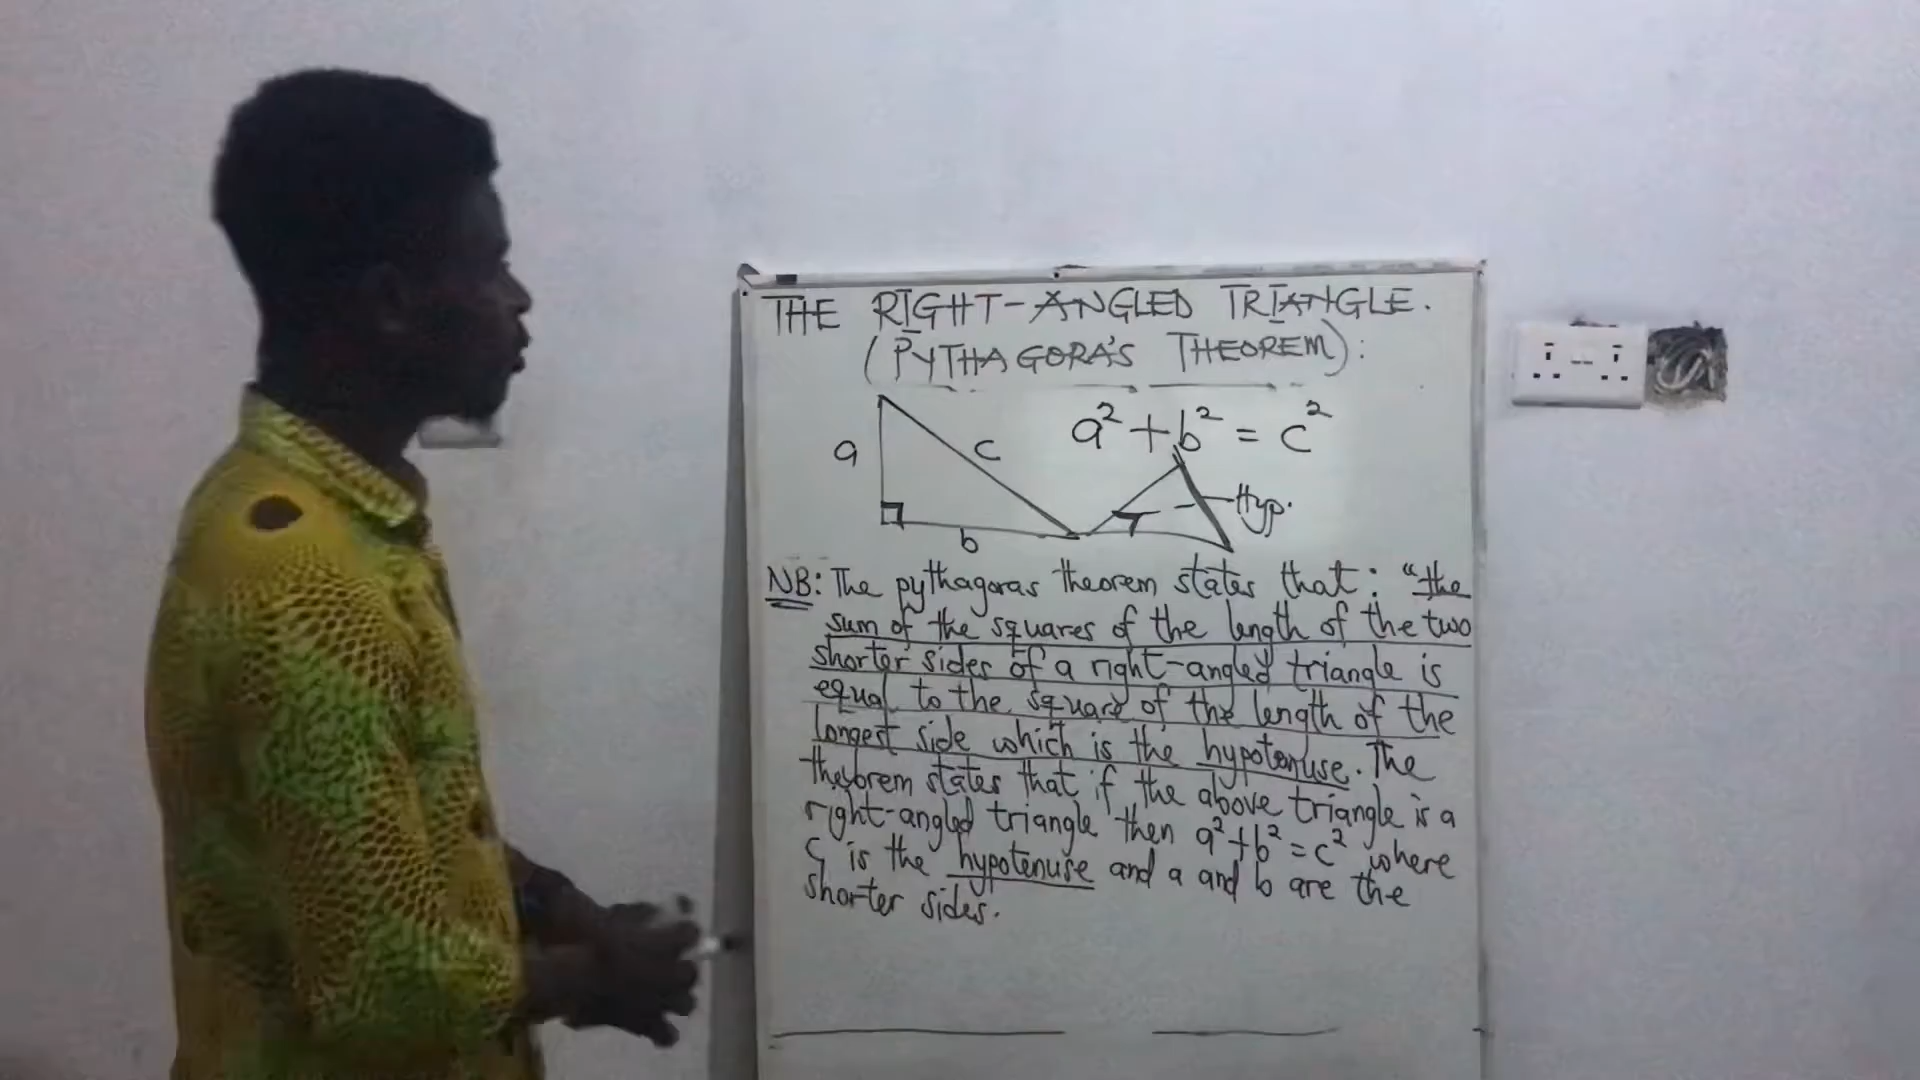 THE RIGHT-ANGLED TRIANGLE.
(PYTHAGORA'S THEOREM):
a² + b² = c²
a
c
Hyp.
b
NB: The pythagoras theorem states that: "the
sum of the squares of the length of the two
shorter sides of a right-angled triangle is
equal to the square of the length of the
longest side which is the hypotenuse. The
theorem states that if the above triangle is a
right-angled triangle then a² + b² = c² where
C is the hypotenuse and a and b are the
shorter sides.